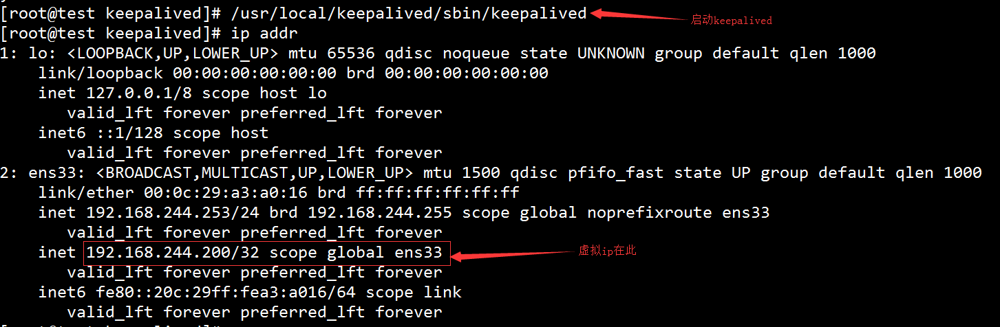 [root@test keepalived]# /usr/local/keepalived/sbin/keepalived
启动keepalived
[root@test keepalived]# ip addr
1: lo: <LOOPBACK,UP,LOWER_UP> mtu 65536 qdisc noqueue state UNKNOWN group default qlen 1000
link/loopback 00:00:00:00:00:00 brd 00:00:00:00:00:00
inet 127.0.0.1/8 scope host lo
valid_lft forever preferred_lft forever
inet6 ::1/128 scope host
valid_lft forever preferred_lft forever
2: ens33: <BROADCAST,MULTICAST,UP,LOWER_UP> mtu 1500 qdisc pfifo_fast state UP group default qlen 1000
link/ether 00:0c:29:a3:a0:16 brd ff:ff:ff:ff:ff:ff
inet 192.168.244.253/24 brd 192.168.244.255 scope global noprefixroute ens33
valid_lft forever preferred_lft forever
inet 192.168.244.200/32 scope global ens33
虚拟ip在此
valid_lft forever preferred_lft forever
inet6 fe80::20c:29ff:fea3:a016/64 scope link
valid_lft forever preferred_lft forever